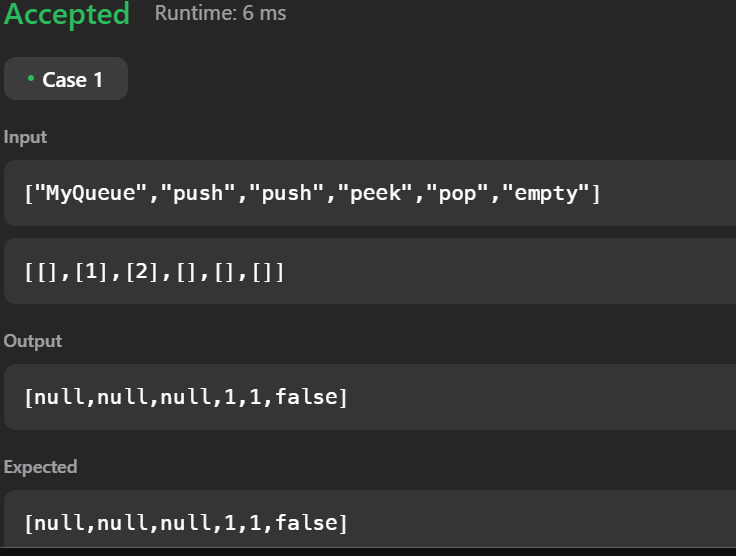 Accepted Runtime: 6 ms
Case 1
Input
["MyQueue","push","push","peek","pop","empty"]
[[],[1],[2],[],[],[]]
Output
[null,null,null,1,1,false]
Expected
[null,null,null,1,1,false]